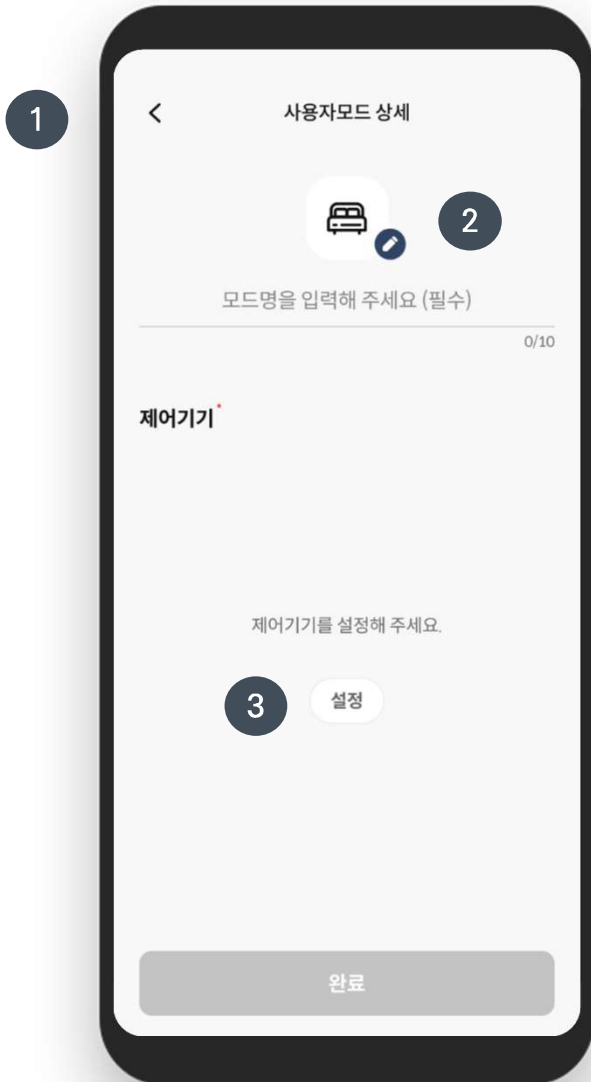 1
사용자모드 상세
2
모드명을 입력해 주세요 (필수)
0/10
제어기기*
제어기기를 설정해 주세요.
3
설정
완료